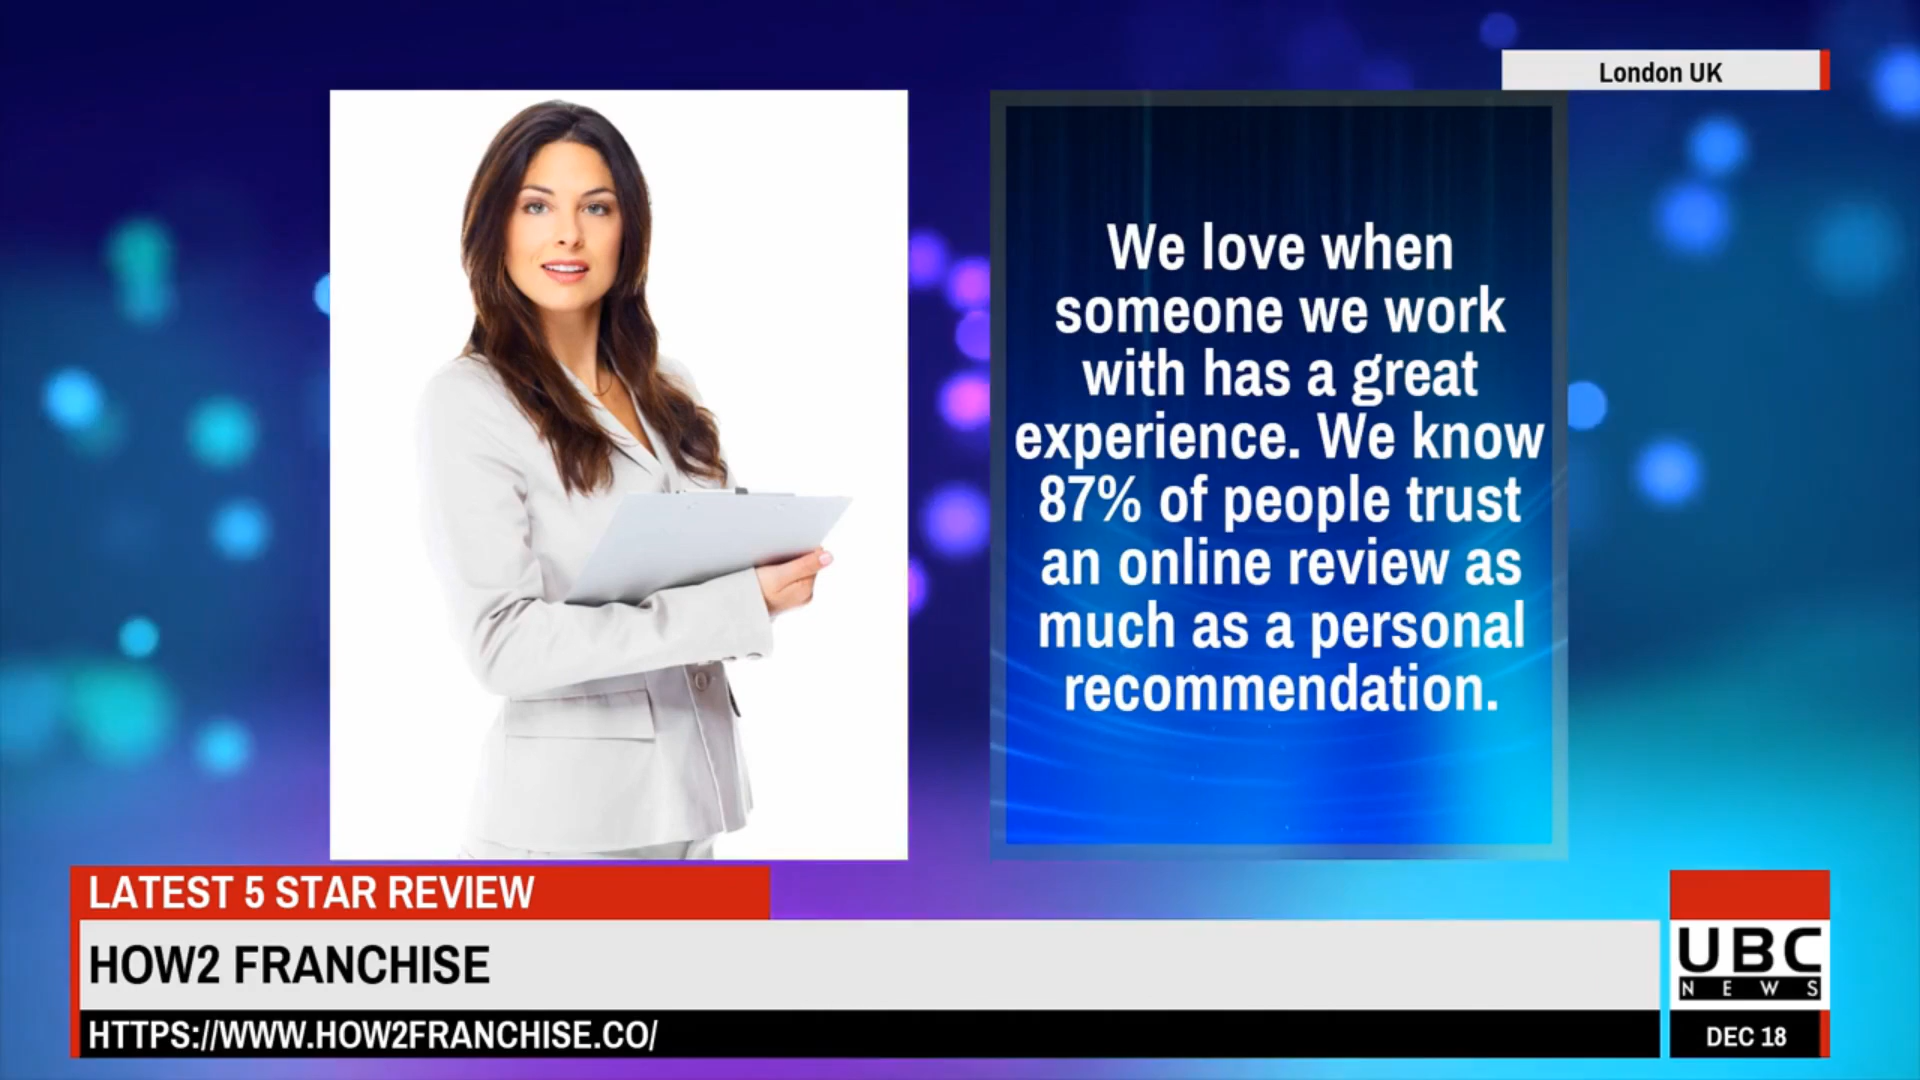 London UK
We love when
someone we work
with has a great
experience. We know
87% of people trust
an online review as
much as a personal
recommendation.
LATEST 5 STAR REVIEW
HOW2 FRANCHISE
HTTPS://WWW.HOW2FRANCHISE.CO/
UBC
NEWS
DEC 18